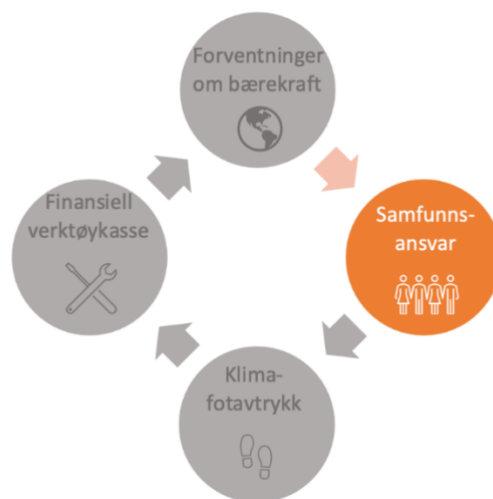 Forventninger
om bærekraft
Samfunns-
ansvar
Klima-
fotavtrykk
Finansiell
verktøykasse